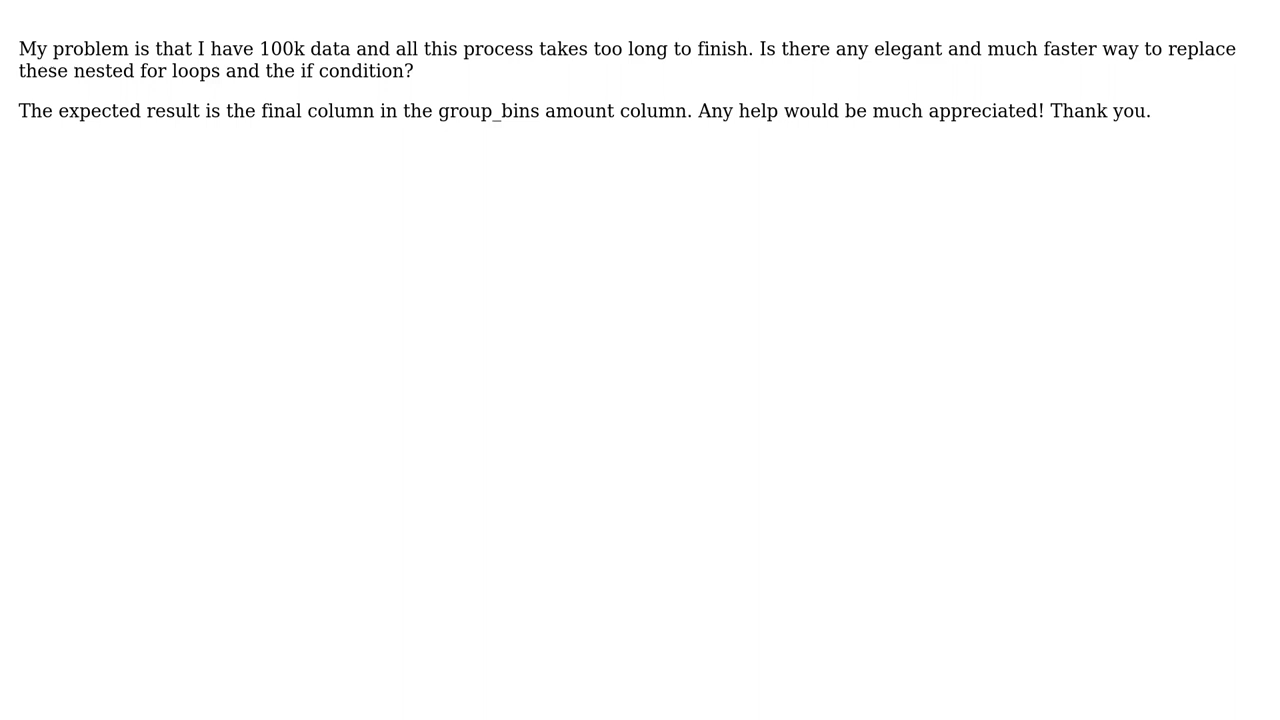 My problem is that I have 100k data and all this process takes too long to finish. Is there any elegant and much faster way to replace
these nested for loops and the if condition?
The expected result is the final column in the group_bins amount column. Any help would be much appreciated! Thank you.